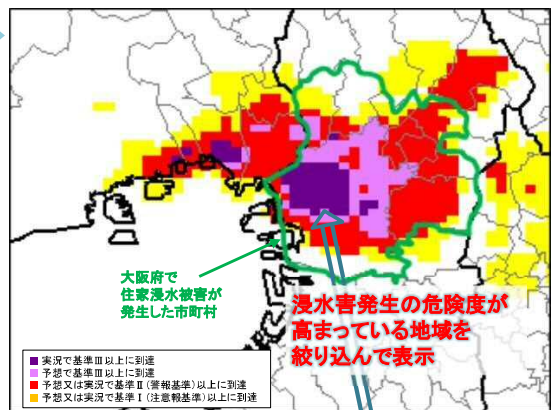 大阪府で
住家浸水被害が
発生した市町村
浸水害発生の危険度が
高まっている地域を
絞り込んで表示
実況で基準Ⅲ以上に到達
予想で基準Ⅲ以上に到達
予想又は実況で基準Ⅱ(警報基準)以上に到達
予想又は実況で基準Ⅰ(注意報基準)以上に到達